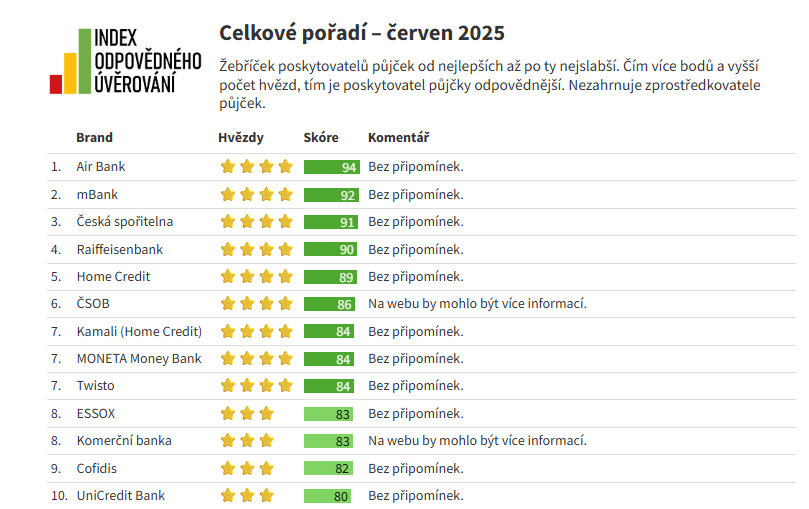 INDEX
ODPOVĚDNÉHO
ÚVĚROVÁNÍ
Celkové pořadí – červen 2025
Žebříček poskytovatelů půjček od nejlepších až po ty nejslabší. Čím více bodů a vyšší
počet hvězd, tím je poskytovatel půjčky odpovědnější. Nezahrnuje zprostředkovatele
půjček.
Brand Hvězdy Skóre Komentář
1. Air Bank 94 Bez připomínek.
2. mBank 92 Bez připomínek.
3. Česká spořitelna 91 Bez připomínek.
4. Raiffeisenbank 90 Bez připomínek.
5. Home Credit 89 Bez připomínek.
6. ČSOB 86 Na webu by mohlo být více informací.
7. Kamali (Home Credit) 84 Bez připomínek.
7. MONETA Money Bank 84 Bez připomínek.
7. Twisto 84 Bez připomínek.
8. ESSOX 83 Bez připomínek.
8. Komerční banka 83 Na webu by mohlo být více informací.
9. Cofidis 82 Bez připomínek.
10. UniCredit Bank 80 Bez připomínek.